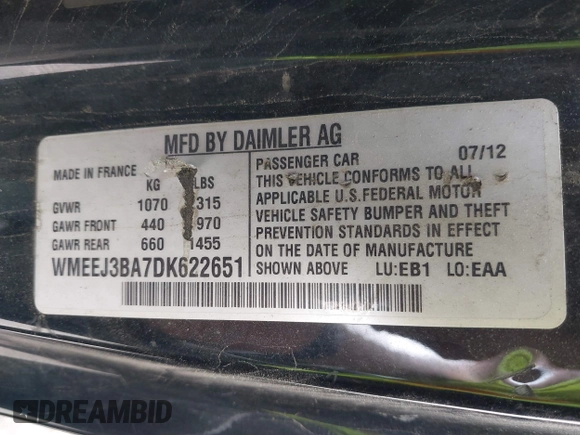 MFD BY DAIMLER AG
MADE IN FRANCE
KG LBS
GVWR 1070 315
GAWR FRONT 440 970
GAWR REAR 660 1455
WMEEJ3BA7DK622651
PASSENGER CAR 07/12
THIS VEHICLE CONFORMS TO ALL
APPLICABLE U.S.FEDERAL MOTOR
VEHICLE SAFETY BUMPER AND THEFT
PREVENTION STANDARDS IN EFFECT
ON THE DATE OF MANUFACTURE.
SHOWN ABOVE LU:EB1 LO:EAA
DREAMBID